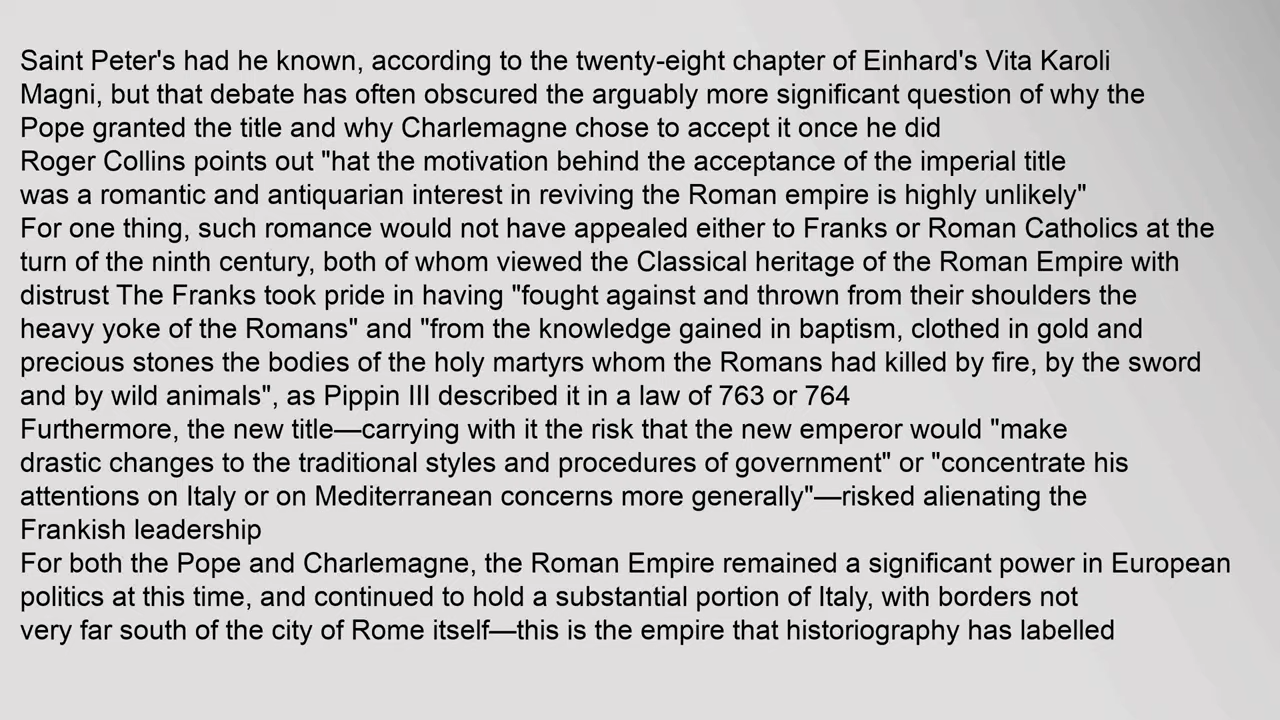 Saint Peter's had he known, according to the twenty-eight chapter of Einhard's Vita Karoli
Magni, but that debate has often obscured the arguably more significant question of why the
Pope granted the title and why Charlemagne chose to accept it once he did
Roger Collins points out "hat the motivation behind the acceptance of the imperial title
was a romantic and antiquarian interest in reviving the Roman empire is highly unlikely"
For one thing, such romance would not have appealed either to Franks or Roman Catholics at the
turn of the ninth century, both of whom viewed the Classical heritage of the Roman Empire with
distrust The Franks took pride in having "fought against and thrown from their shoulders the
heavy yoke of the Romans" and "from the knowledge gained in baptism, clothed in gold and
precious stones the bodies of the holy martyrs whom the Romans had killed by fire, by the sword
and by wild animals", as Pippin III described it in a law of 763 or 764
Furthermore, the new title—carrying with it the risk that the new emperor would "make
drastic changes to the traditional styles and procedures of government" or "concentrate his
attentions on Italy or on Mediterranean concerns more generally"—risked alienating the
Frankish leadership
For both the Pope and Charlemagne, the Roman Empire remained a significant power in European
politics at this time, and continued to hold a substantial portion of Italy, with borders not
very far south of the city of Rome itself—this is the empire that historiography has labelled